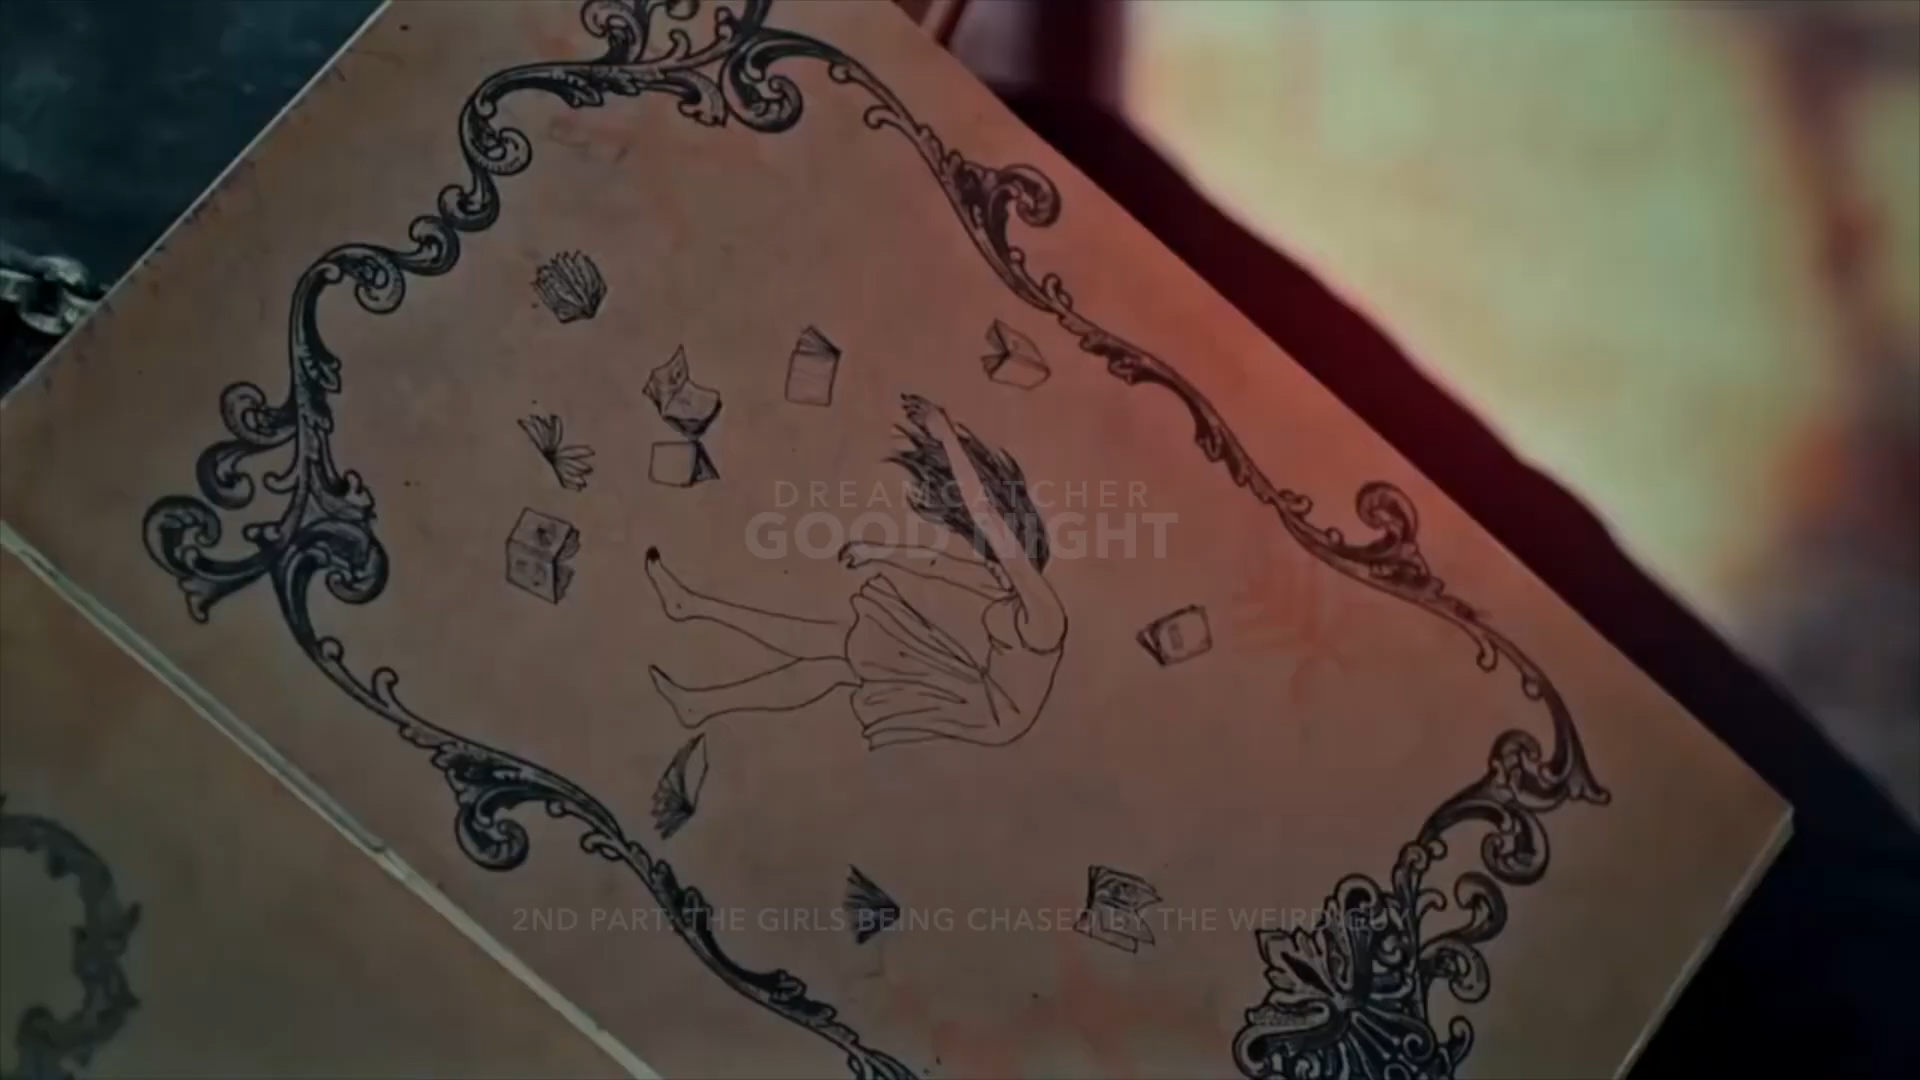 DREAMCATCHER
GOOD NIGHT
2ND PART: THE GIRLS BEING CHASED BY THE WEIRD GUY